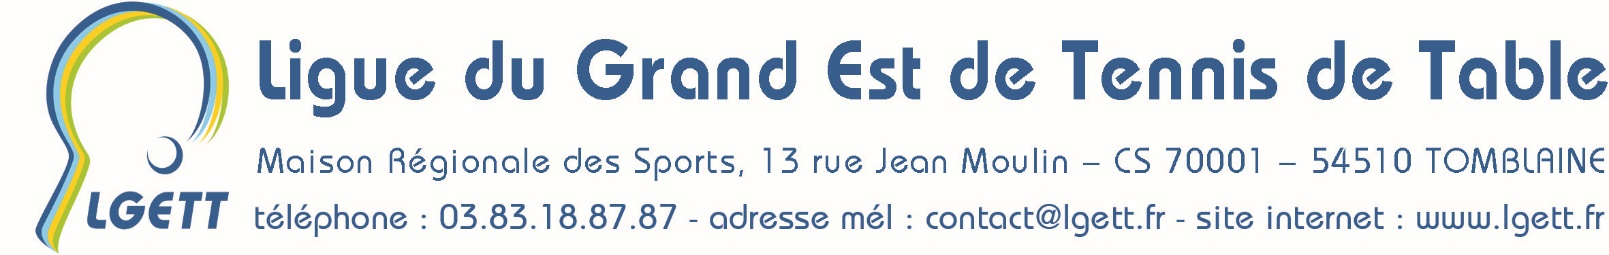 Ligue du Grand Est de Tennis de Table
Maison Régionale des Sports, 13 rue Jean Moulin – CS 70001 – 54510 TOMBLAINE
LGETT
téléphone : 03.83.18.87.87 - adresse mél : contact@lgett.fr - site internet : www.lgett.fr